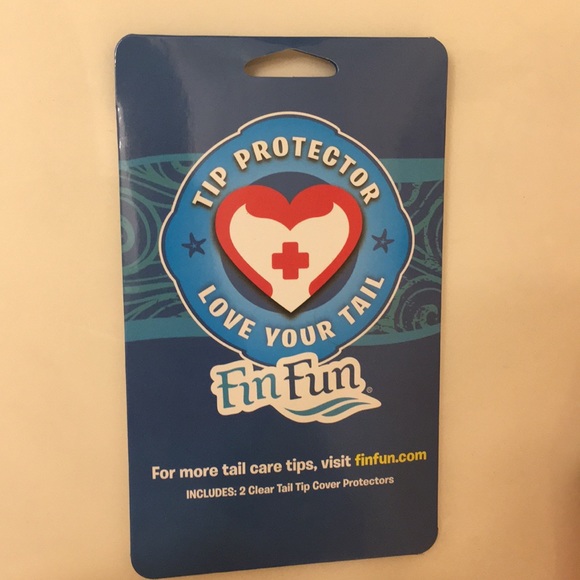 TIP PROTECTOR
LOVE YOUR TAIL
FinFun®
For more tail care tips, visit finfun.com
INCLUDES: 2 Clear Tail Tip Cover Protectors